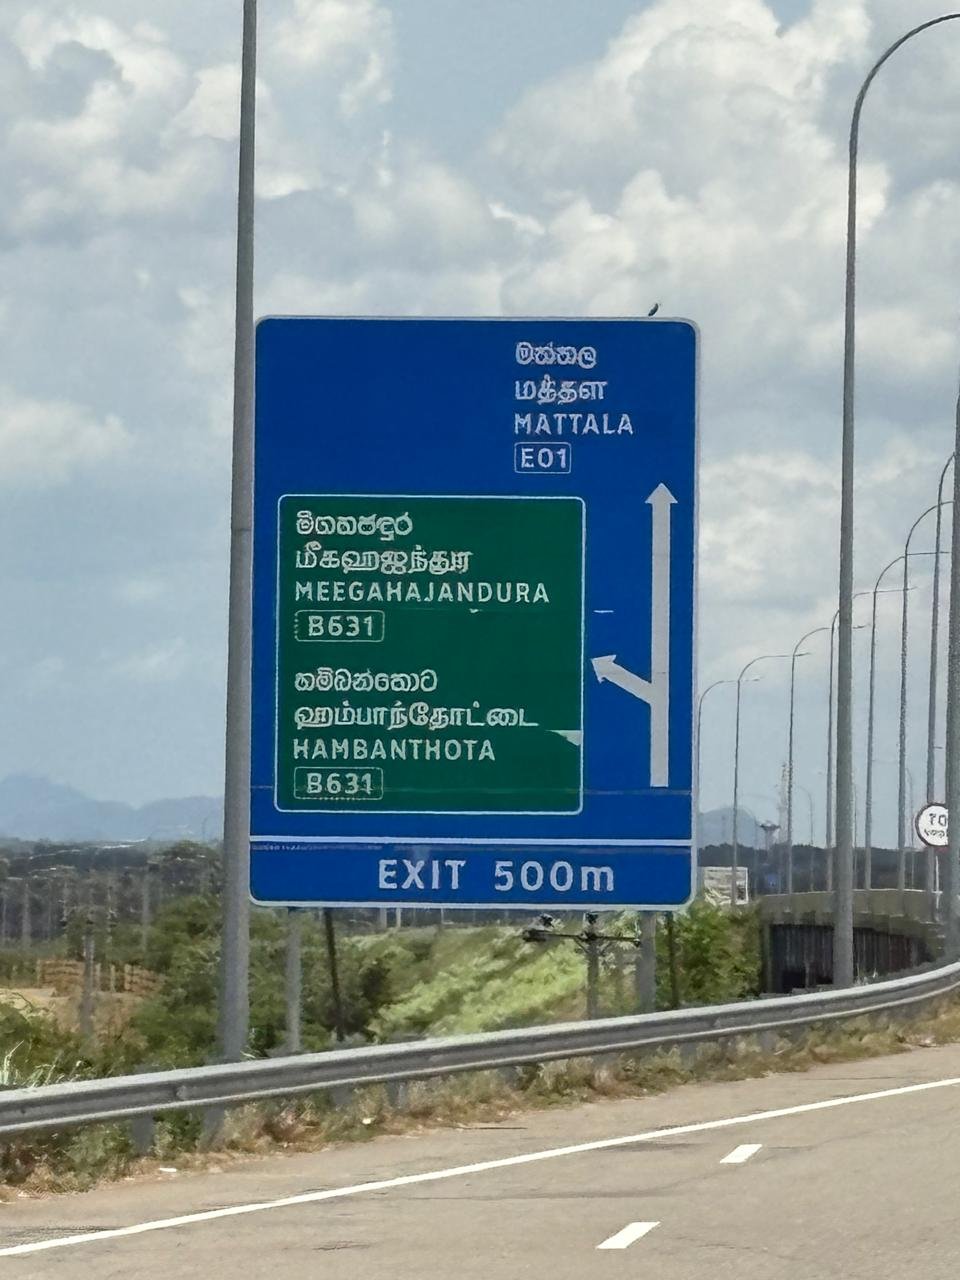 මත්තල
மத்தள
MATTALA
E01
මීගහජඳුර
மீகஹஜந்துர
MEEGAHAJANDURA
B631
හම්බන්තොට
ஹம்பாந்தோட்டை
HAMBANTHOTA
B631
EXIT 500m